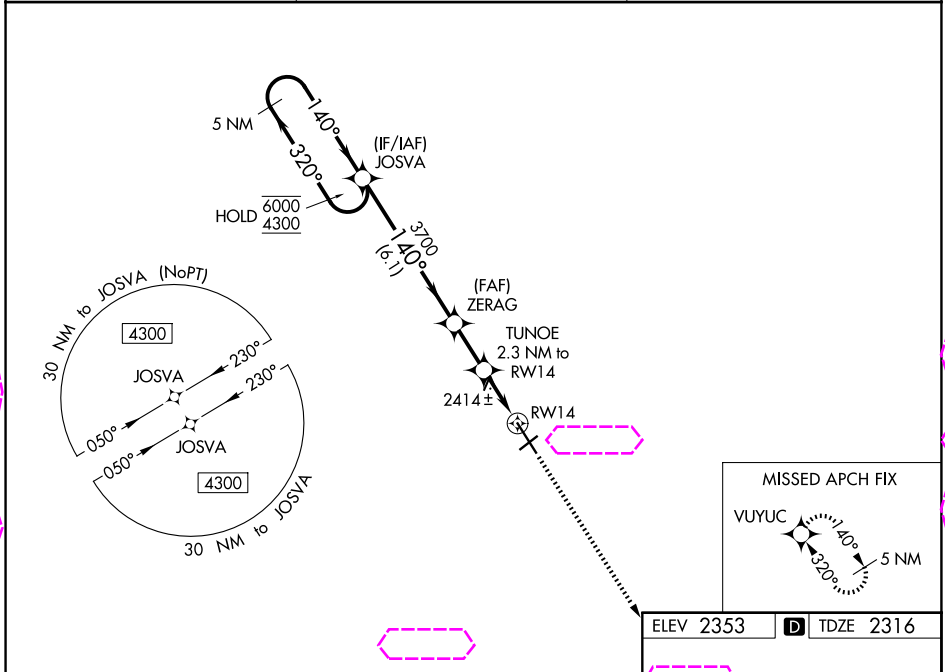 5 NM
140°
320°
(IF/IAF)
JOSVA
HOLD 6000
4300
3700
140°
(6.1)
(FAF)
ZERAG
TUNOE
2.3 NM to
RW14
2414±
RW14
30 NM to JOSVA (NoPT)
4300
230°
JOSVA
230°
050°
JOSVA
050°
4300
30 NM to JOSVA
MISSED APCH FIX
VUYUC
140°
5 NM
320°
ELEV 2353 D TDZE 2316